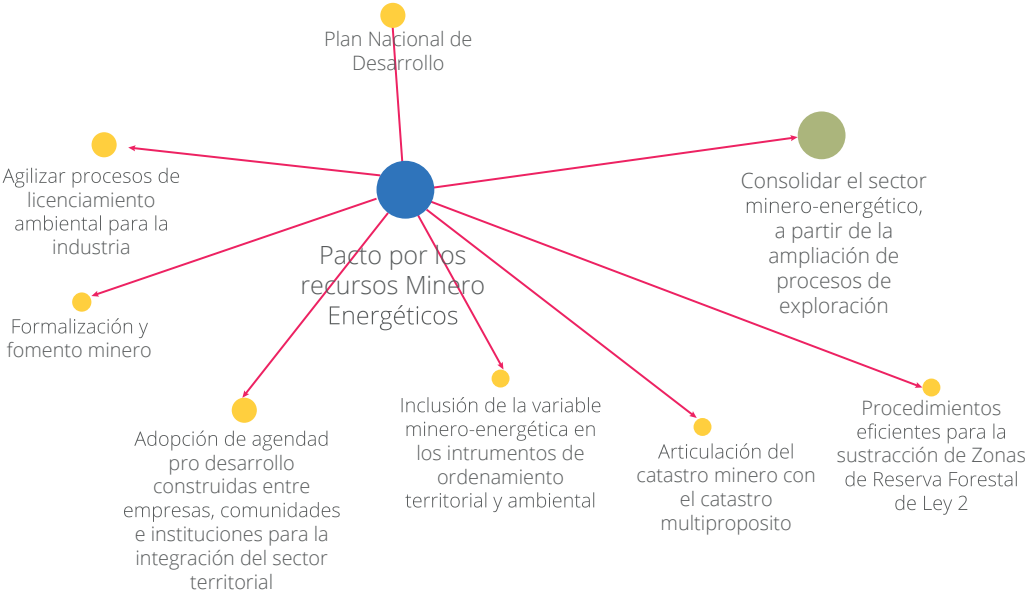 Plan Nacional de
Desarrollo
Agilizar procesos de
licenciamiento
ambiental para la
industria
Consolidar el sector
minero-energético,
a partir de la
ampliación de
procesos de
exploración
Pacto por los
recursos Minero
Energéticos
Formalización y
fomento minero
Adopción de agendad
pro desarrollo
construidas entre
empresas, comunidades
e instituciones para la
integración del sector
territorial
Inclusión de la variable
minero-energética en
los intrumentos de
ordenamiento
territorial y ambiental
Articulación del
catastro minero con
el catastro
multiproposito
Procedimientos
eficientes para la
sustracción de Zonas
de Reserva Forestal
de Ley 2